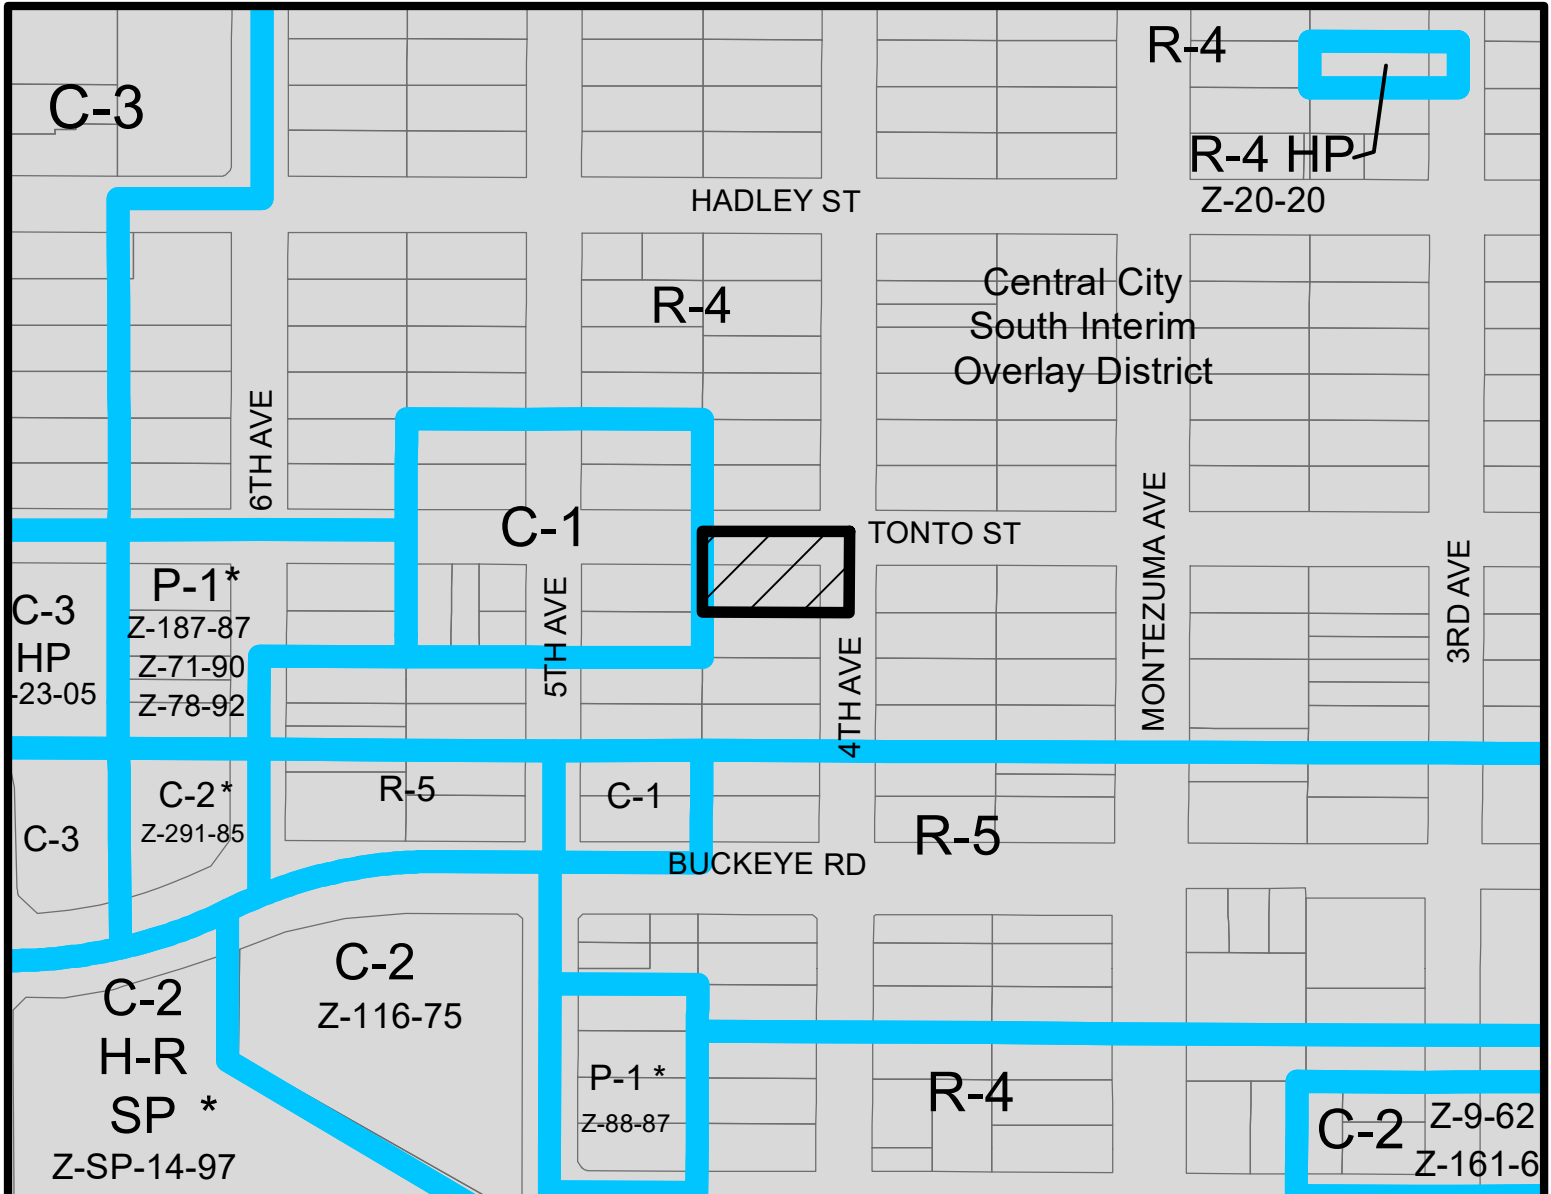 R-4
C-3
R-4 HP
Z-20-20
HADLEY ST
Central City
South Interim
Overlay District
R-4
6TH AVE
C-1
TONTO ST
MONTEZUMA AVE
3RD AVE
P-1*
Z-187-87
Z-71-90
Z-78-92
C-3
HP
-23-05
5TH AVE
4TH AVE
C-2*
Z-291-85
R-5
C-1
C-3
R-5
BUCKEYE RD
C-2
Z-116-75
C-2
H-R
SP *
Z-SP-14-97
P-1 *
Z-88-87
R-4
C-2
Z-9-62
Z-161-6